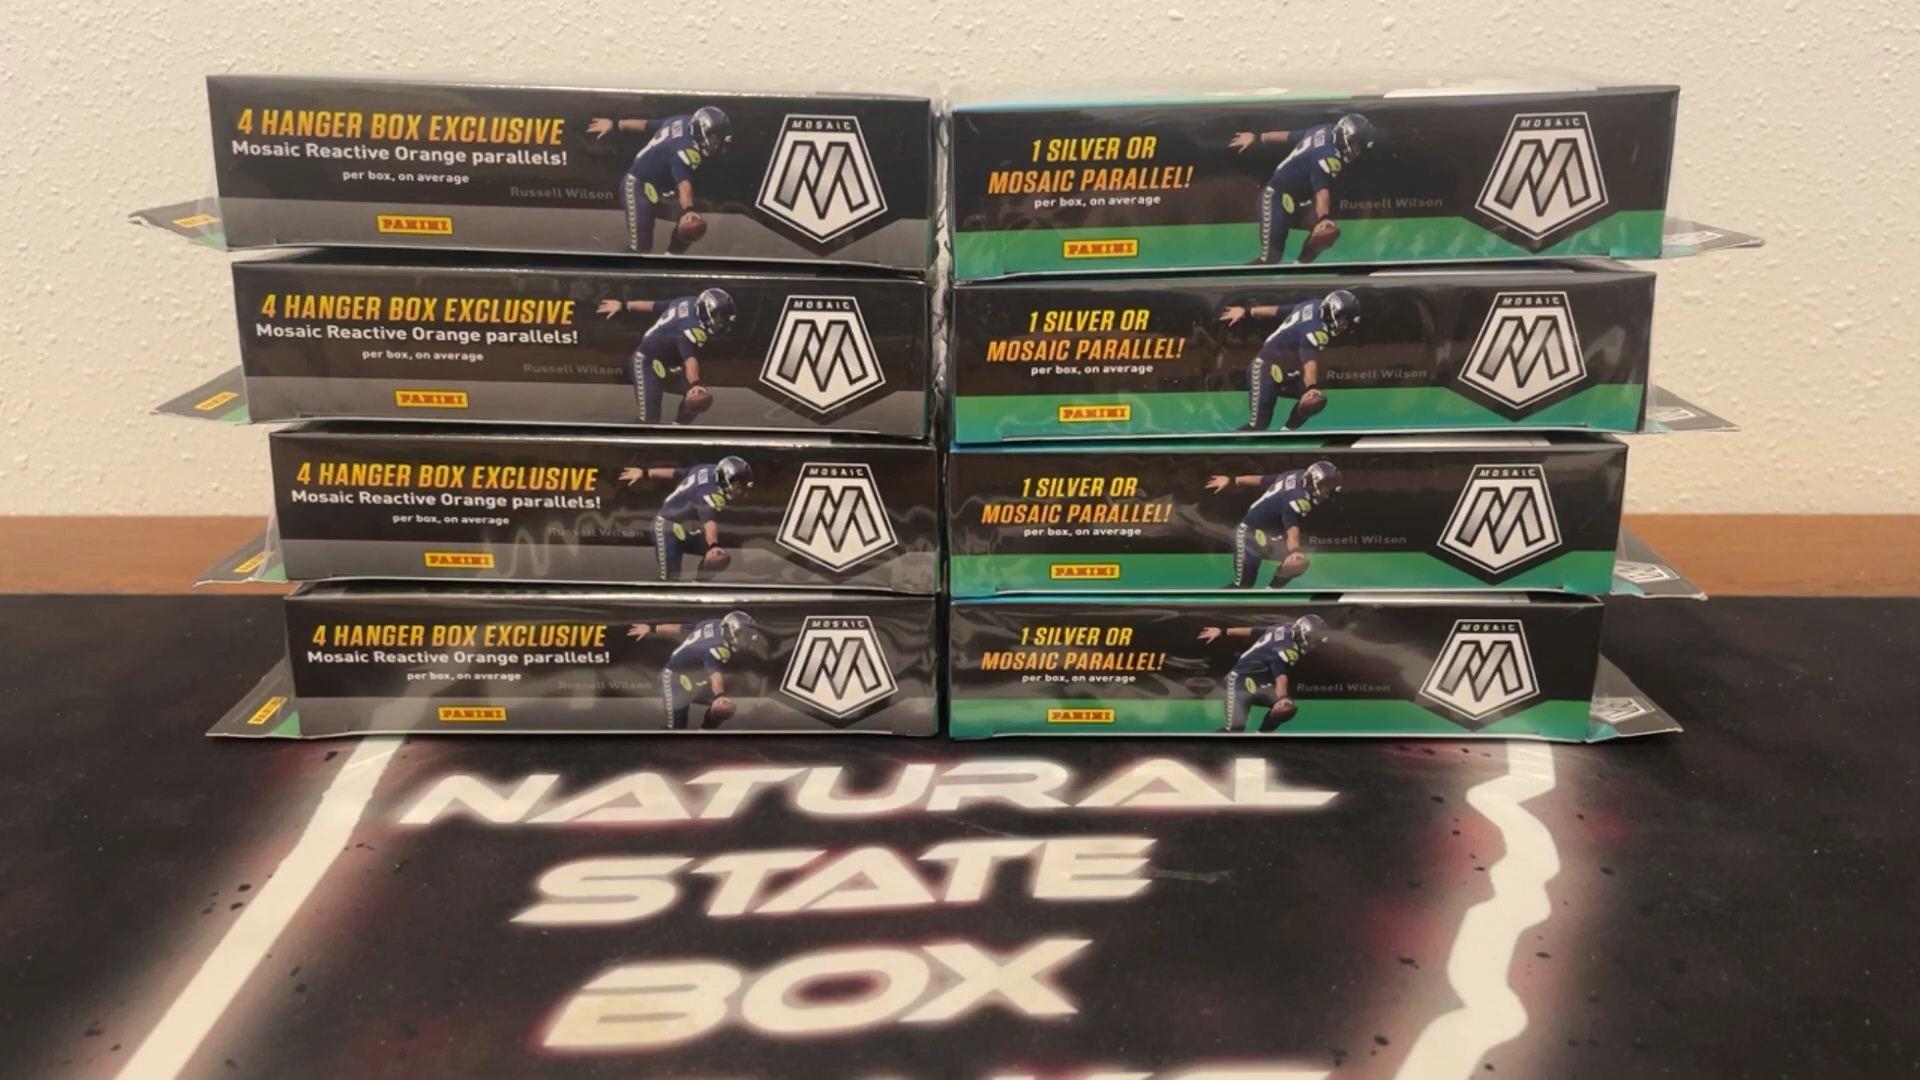 4 HANGER BOX EXCLUSIVE
Mosaic Reactive Orange parallels!
per box, on average
Russell Wilson
PANINI
MOSAIC
1 SILVER OR
MOSAIC PARALLEL!
per box, on average
Russell Wilson
PANINI
MOSAIC
4 HANGER BOX EXCLUSIVE
Mosaic Reactive Orange parallels!
per box, on average
Russell Wilson
PANINI
MOSAIC
1 SILVER OR
MOSAIC PARALLEL!
per box, on average
Russell Wilson
PANINI
MOSAIC
4 HANGER BOX EXCLUSIVE
Mosaic Reactive Orange parallels!
per box, on average
Russell Wilson
PANINI
MOSAIC
1 SILVER OR
MOSAIC PARALLEL!
per box, on average
Russell Wilson
PANINI
MOSAIC
4 HANGER BOX EXCLUSIVE
Mosaic Reactive Orange parallels!
per box, on average
Russell Wilson
PANINI
MOSAIC
1 SILVER OR
MOSAIC PARALLEL!
per box, on average
Russell Wilson
PANINI
MOSAIC
NATURAL
STATE
BOX